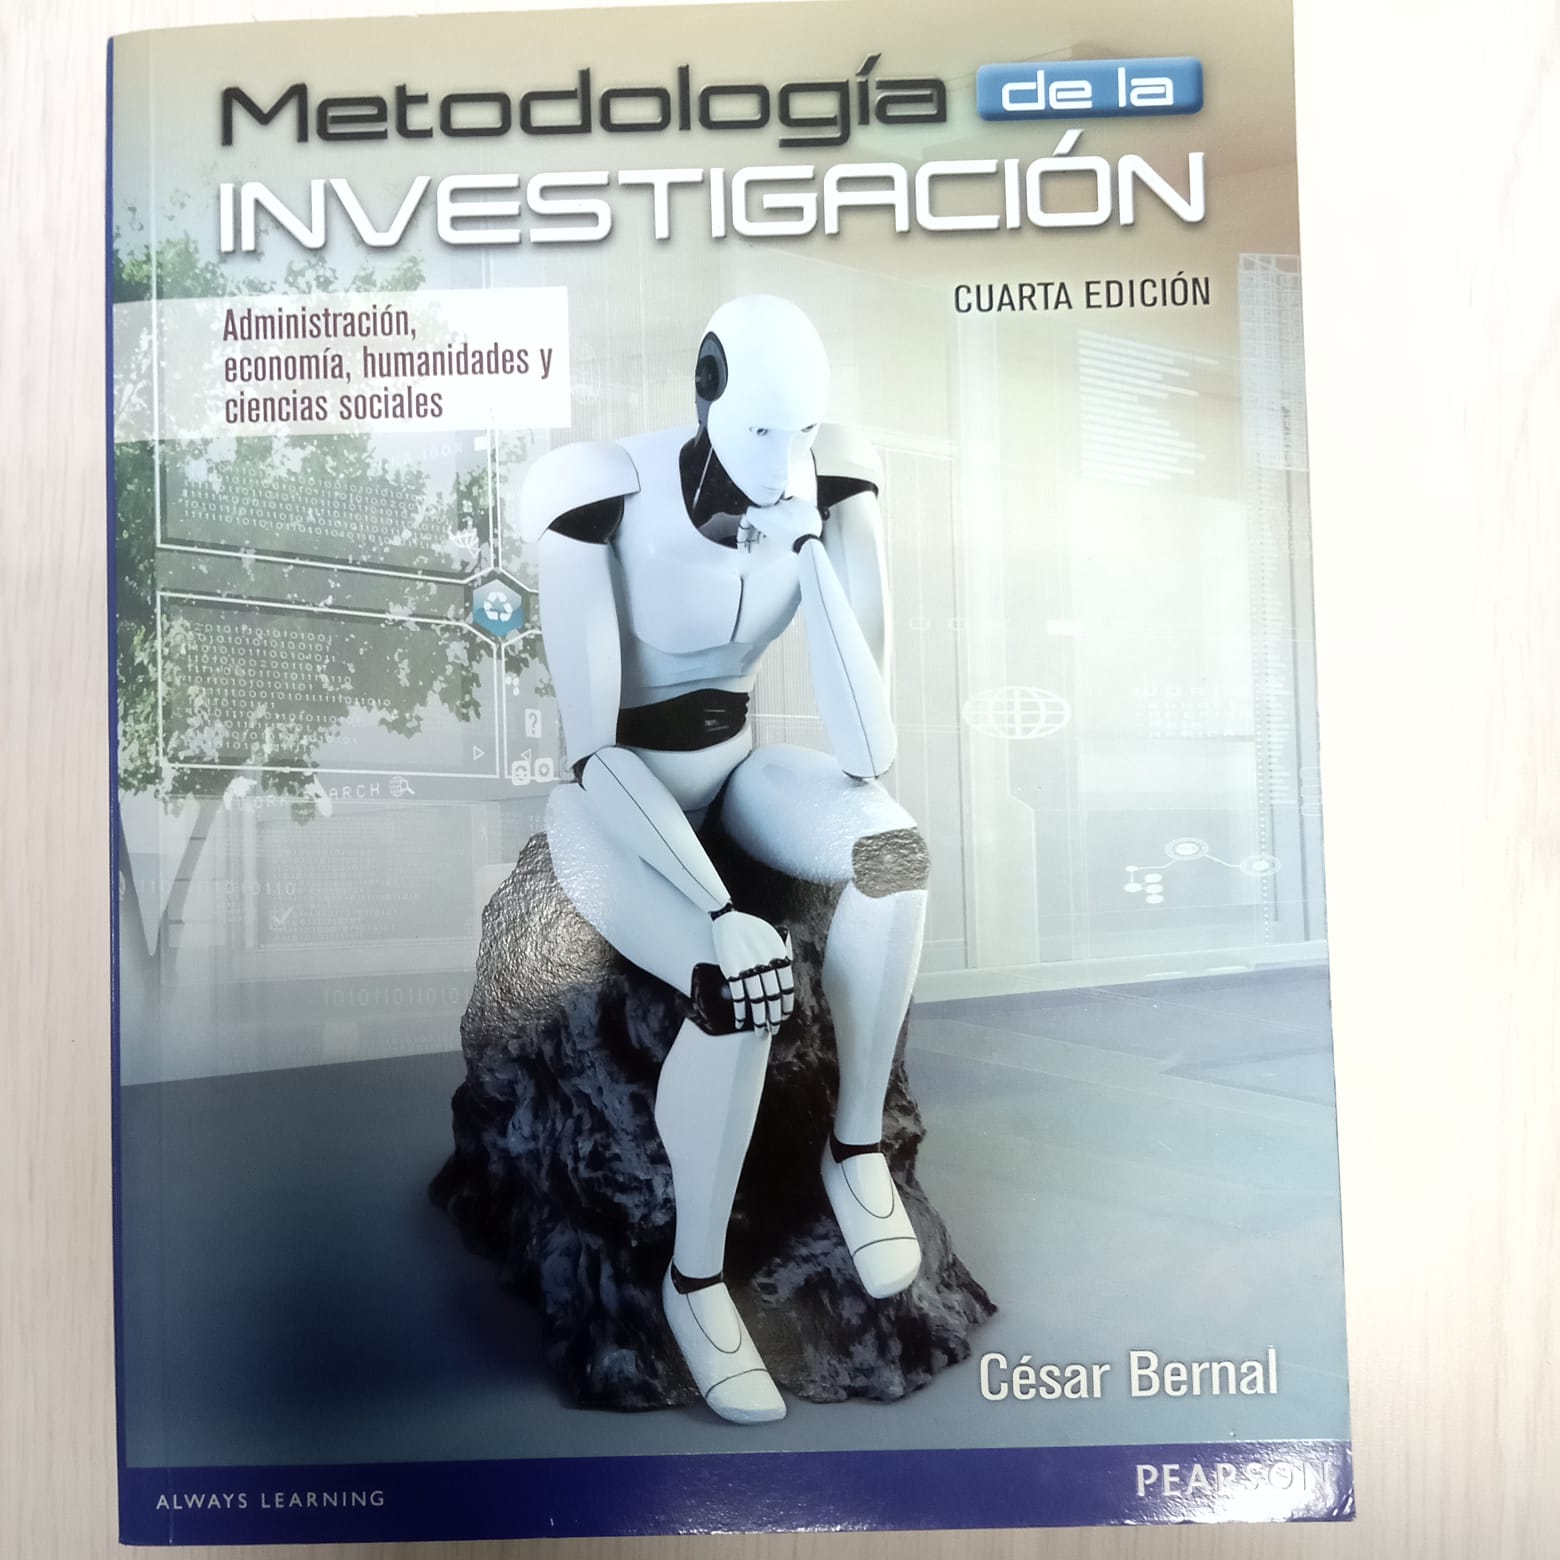 Metodología de la
INVESTIGACIÓN
CUARTA EDICIÓN
Administración,
economía, humanidades y
ciencias sociales
César Bernal
ALWAYS LEARNING
PEARSON